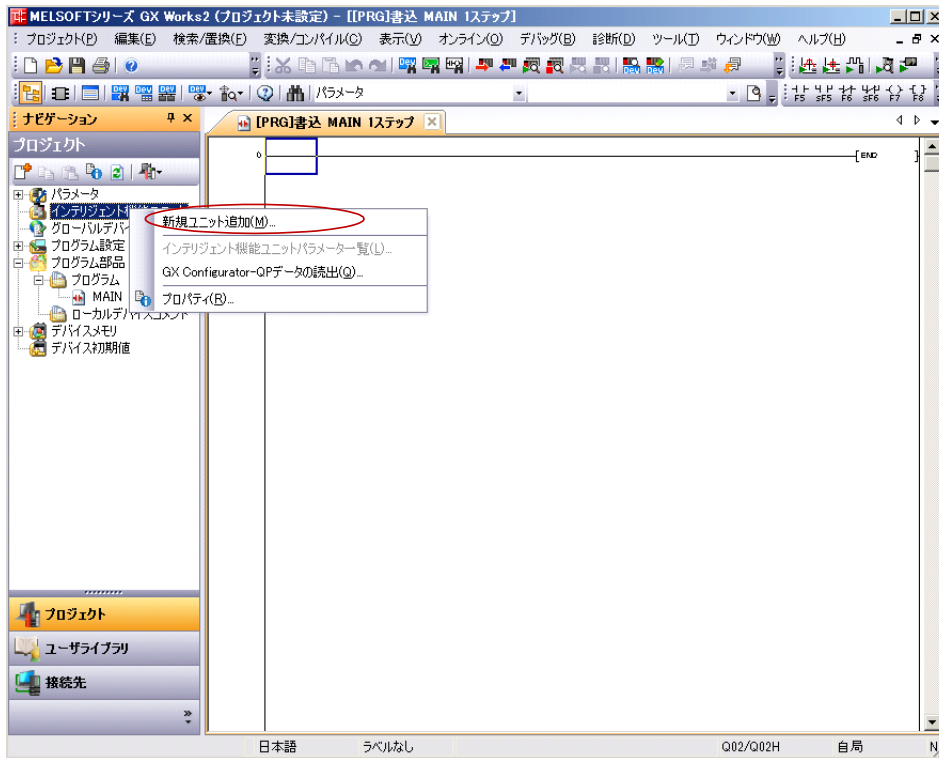 MELSOFTシリーズ GX Works2 (プロジェクト未設定) - [[PRG]書込 MAIN 1ステップ]
プロジェクト(P) 編集(E) 検索/置換(F) 変換/コンパイル(C) 表示(V) オンライン(O) デバッグ(B) 診断(D) ツール(T) ウィンドウ(W) ヘルプ(H)
パラメータ
F5 sF5 F6 sF6 F7 F8
ナビゲーション
[PRG]書込 MAIN 1ステップ
プロジェクト
0
END
パラメータ
インテリジェント機
新規ユニット追加(M)...
グローバルデバ
インテリジェント機能ユニットパラメータ一覧(L)...
プログラム設定
プログラム部品
GX Configurator-QPデータの読出(Q)...
プログラム
MAIN
プロパティ(R)...
ローカルデバイスコメント
デバイスメモリ
デバイス初期値
プロジェクト
ユーザライブラリ
接続先
日本語 ラベルなし Q02/Q02H 自局 N